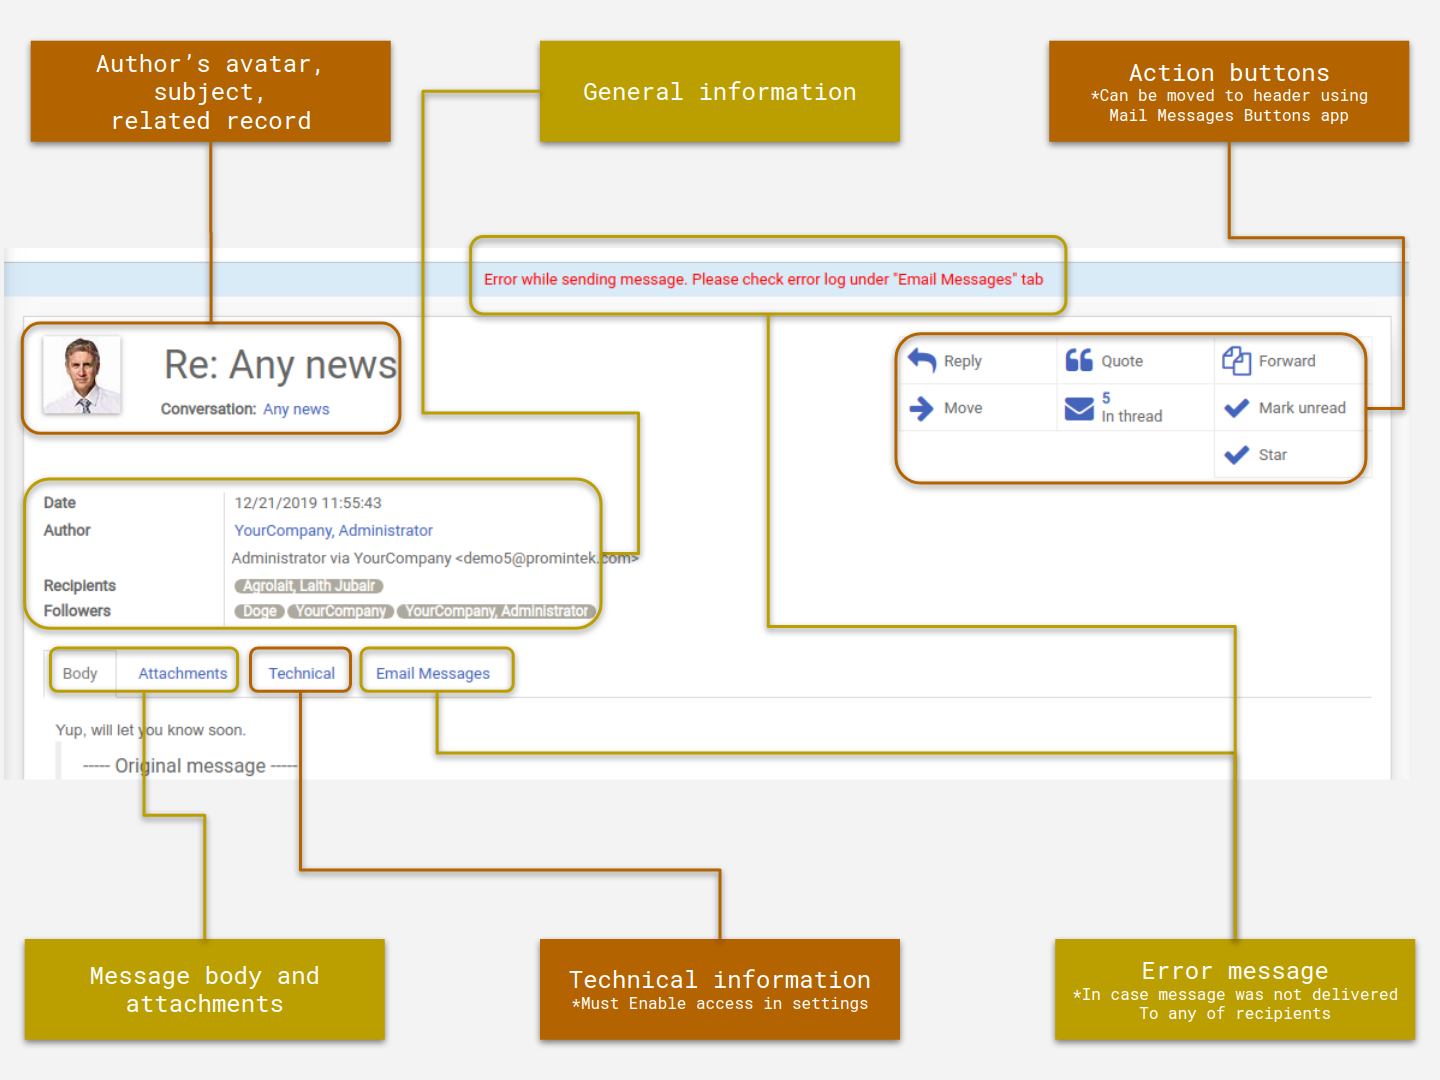 Author’s avatar,
subject,
related record
General information
Action buttons
*Can be moved to header using
Mail Messages Buttons app
Error while sending message. Please check error log under "Email Messages" tab
Re: Any news
Conversation: Any news
Reply
Quote
Forward
Move
5
In thread
Mark unread
Star
Date 12/21/2019 11:55:43
Author YourCompany, Administrator
Administrator via YourCompany <demo5@promintek.com>
Recipients Agrolait, Laith Jubair
Followers Doge YourCompany YourCompany, Administrator
Body Attachments Technical Email Messages
Yup, will let you know soon.
----- Original message -----
Message body and
attachments
Technical information
*Must Enable access in settings
Error message
*In case message was not delivered
To any of recipients